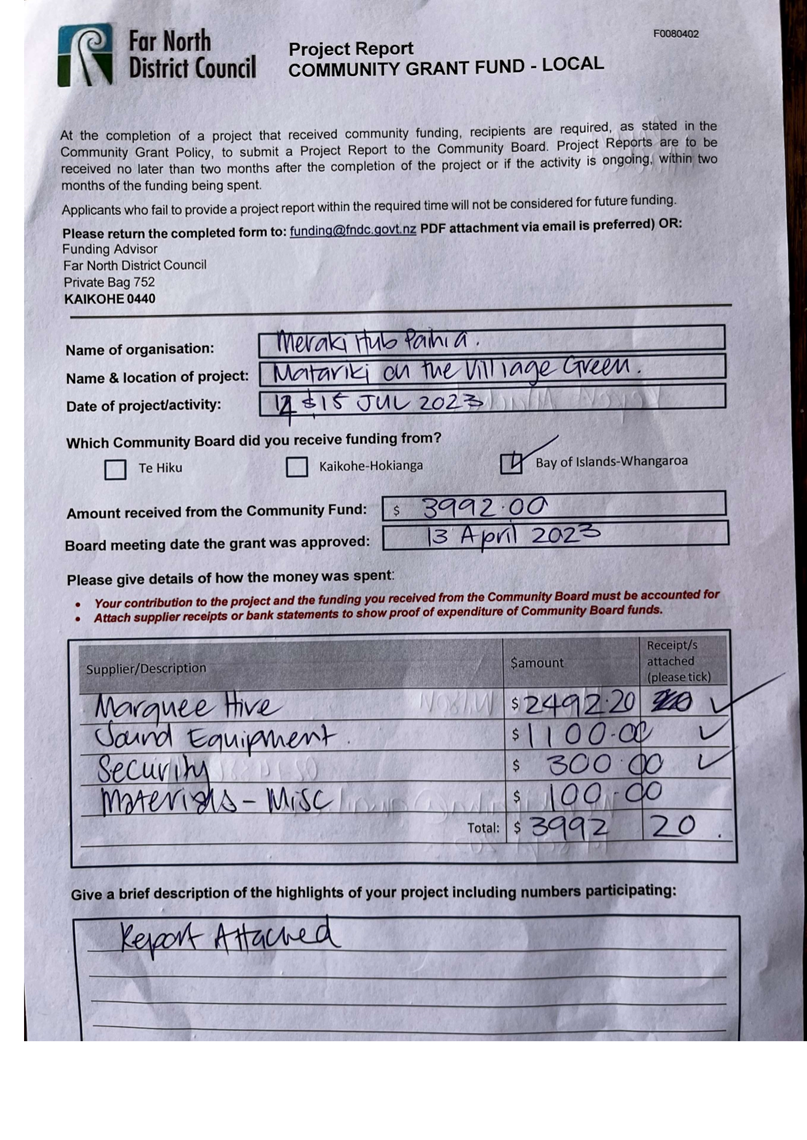 Far North
District Council
Project Report
COMMUNITY GRANT FUND - LOCAL
F0080402
At the completion of a project that received community funding, recipients are required, as stated in the
Community Grant Policy, to submit a Project Report to the Community Board. Project Reports are to be
received no later than two months after the completion of the project or if the activity is ongoing, within two
months of the funding being spent.
Applicants who fail to provide a project report within the required time will not be considered for future funding.
Please return the completed form to: funding@fndc.govt.nz PDF attachment via email is preferred) OR:
Funding Advisor
Far North District Council
Private Bag 752
KAIKOHE 0440
Name of organisation: Meraki Hub Paihia.
Name & location of project: Matariki on the Village Green.
Date of project/activity: 14 & 15 JUL 2023
Which Community Board did you receive funding from?
Te Hiku Kaikohe-Hokianga Bay of Islands-Whangaroa
Amount received from the Community Fund: $ 3992.00
Board meeting date the grant was approved: 13 April 2023
Please give details of how the money was spent:
• Your contribution to the project and the funding you received from the Community Board must be accounted for
• Attach supplier receipts or bank statements to show proof of expenditure of Community Board funds.
Supplier/Description $amount Receipt/s attached (please tick)
Marquee Hive $ 2492.20 ✓
Sound Equipment. $ 1100.00 ✓
Security $ 300.00 ✓
Materials - Misc $ 100.00
Total: $ 3992 20.
Give a brief description of the highlights of your project including numbers participating:
Report Attached